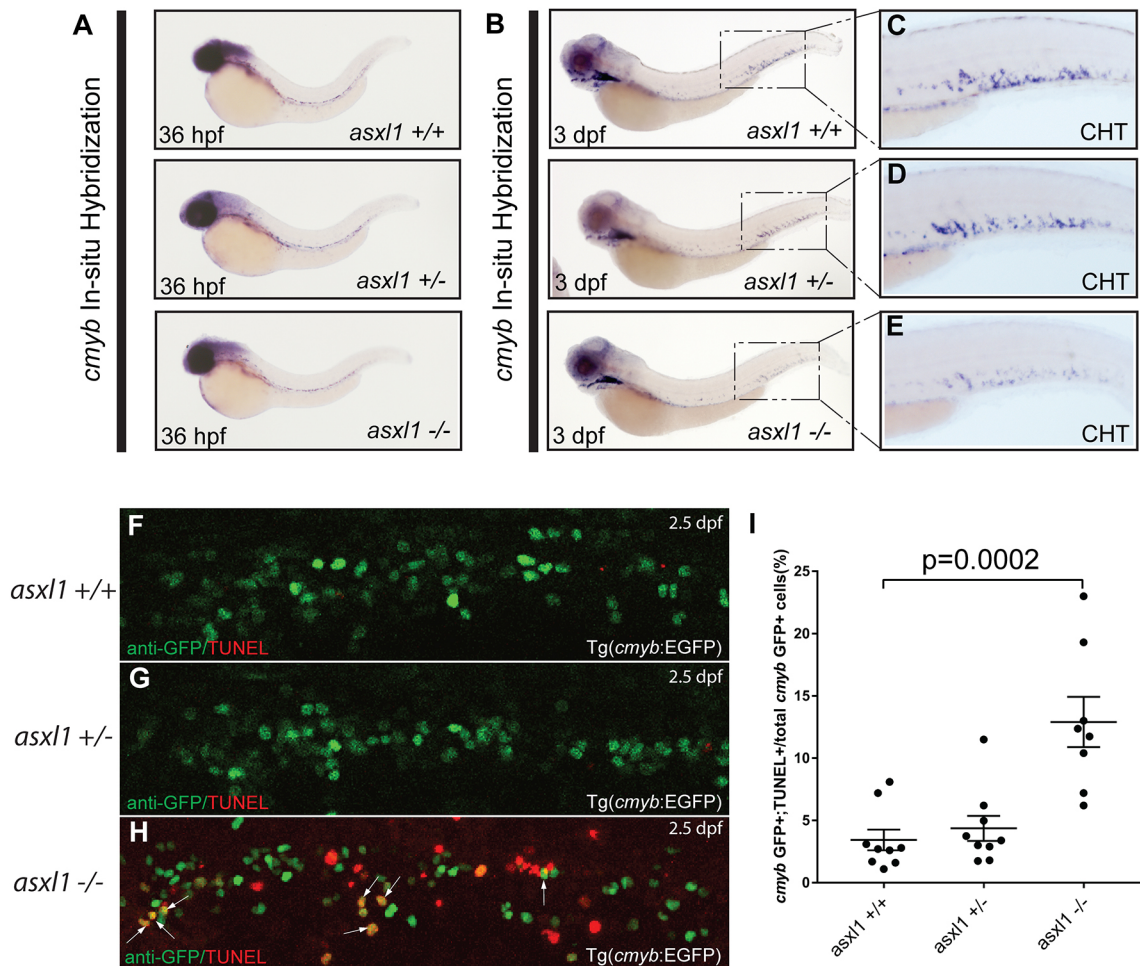 A
cmyb In-situ Hybridization
36 hpf
asxl1 +/+
36 hpf
asxl1 +/-
36 hpf
asxl1 -/-
B
cmyb In-situ Hybridization
3 dpf
asxl1 +/+
3 dpf
asxl1 +/-
3 dpf
asxl1 -/-
C
CHT
D
CHT
E
CHT
asxl1 +/+
F
2.5 dpf
anti-GFP/TUNEL
Tg(cmyb:EGFP)
asxl1 +/-
G
2.5 dpf
anti-GFP/TUNEL
Tg(cmyb:EGFP)
asxl1 -/-
H
2.5 dpf
anti-GFP/TUNEL
Tg(cmyb:EGFP)
I
p=0.0002
cmyb GFP+;TUNEL+/total cmyb GFP+ cells(%)
25
20
15
10
5
0
asxl1 +/+
asxl1 +/-
asxl1 -/-